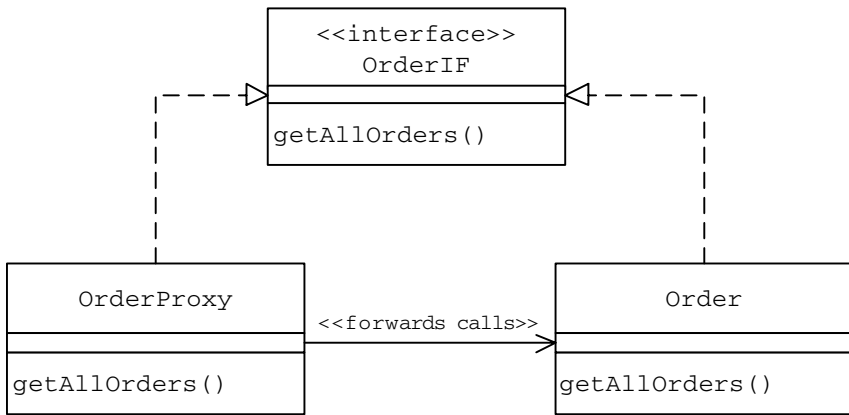 <<interface>>
OrderIF
getAllOrders()
OrderProxy
<<forwards calls>>
Order
getAllOrders()
getAllOrders()